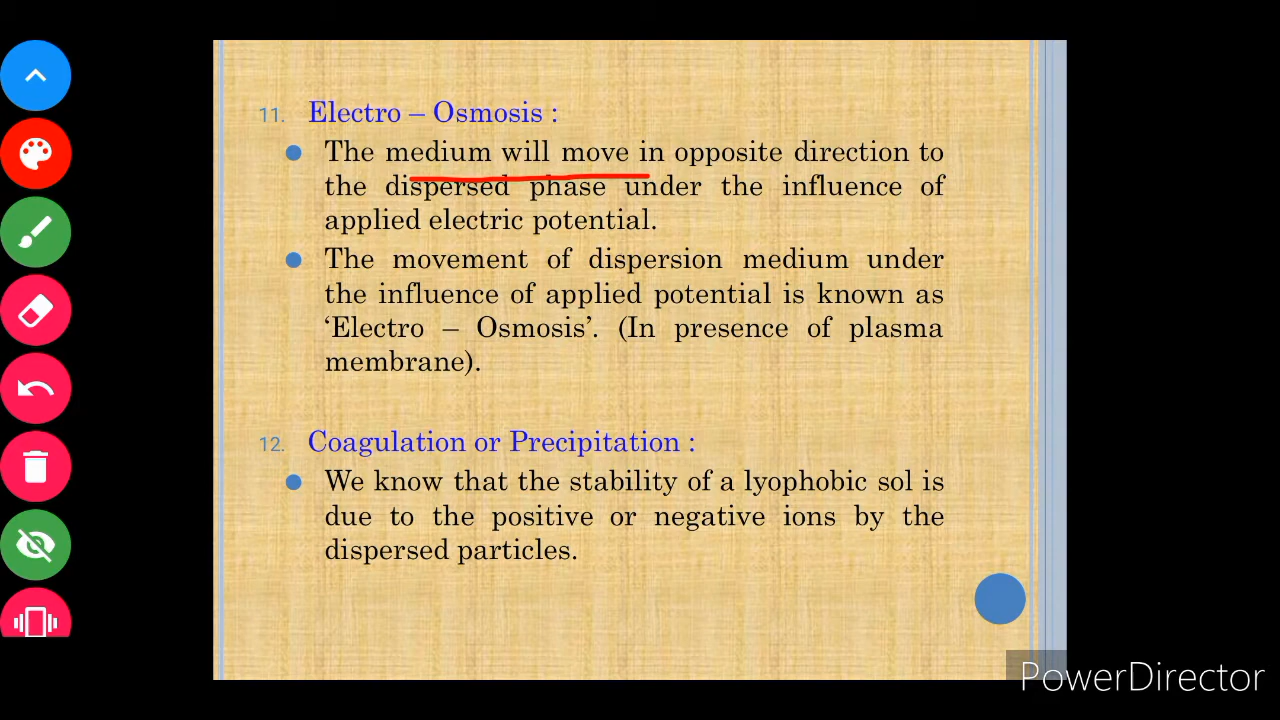 11. Electro – Osmosis :
The medium will move in opposite direction to
the dispersed phase under the influence of
applied electric potential.
The movement of dispersion medium under
the influence of applied potential is known as
‘Electro – Osmosis’. (In presence of plasma
membrane).
12. Coagulation or Precipitation :
We know that the stability of a lyophobic sol is
due to the positive or negative ions by the
dispersed particles.
PowerDirector